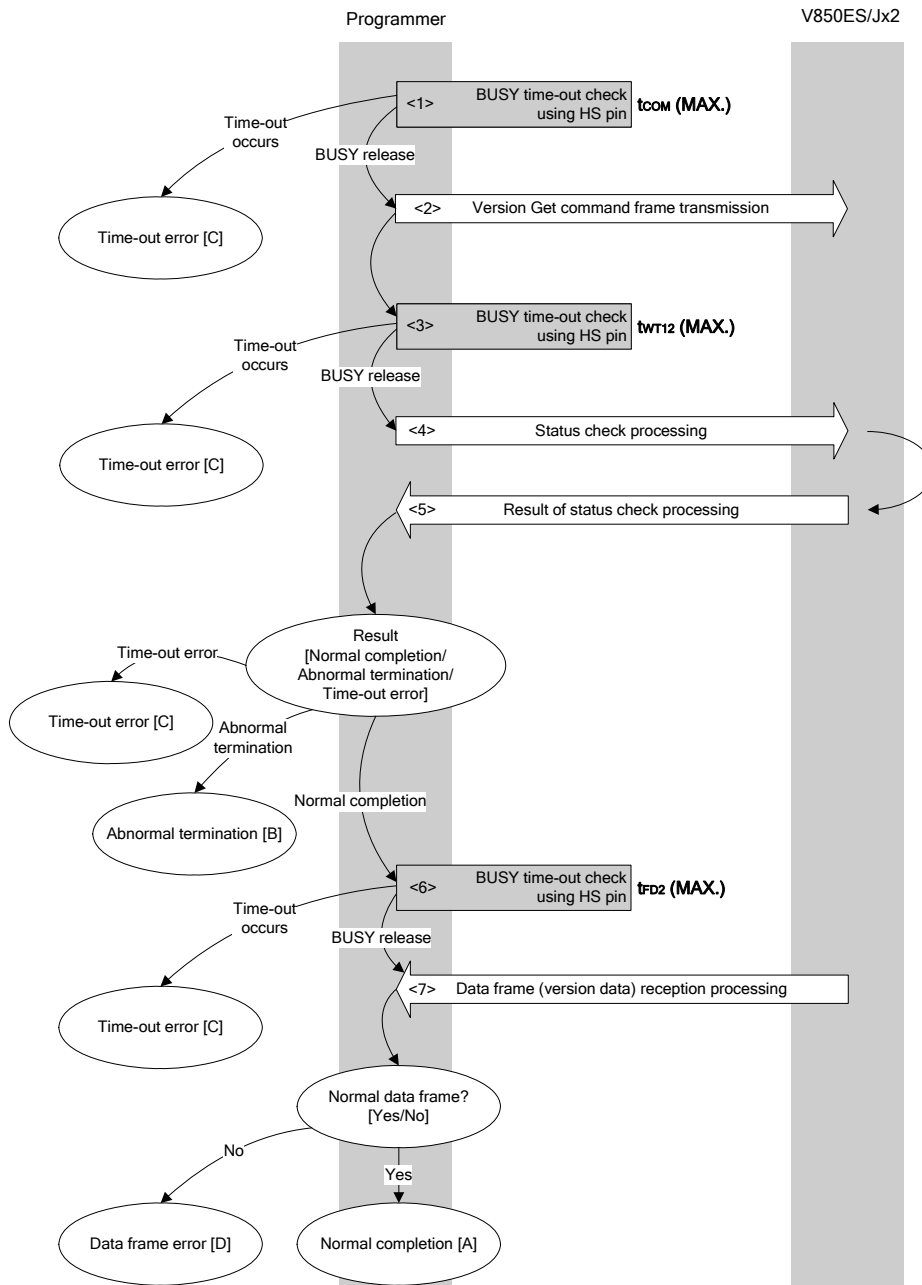 Programmer
V850ES/Jx2
<1> BUSY time-out check
using HS pin
tCOM (MAX.)
Time-out
occurs
BUSY release
<2> Version Get command frame transmission
Time-out error [C]
<3> BUSY time-out check
using HS pin
tWT12 (MAX.)
Time-out
occurs
BUSY release
<4> Status check processing
Time-out error [C]
<5> Result of status check processing
Result
[Normal completion/
Abnormal termination/
Time-out error]
Time-out error
Time-out error [C]
Abnormal
termination
Normal completion
Abnormal termination [B]
<6> BUSY time-out check
using HS pin
tFD2 (MAX.)
Time-out
occurs
BUSY release
<7> Data frame (version data) reception processing
Time-out error [C]
Normal data frame?
[Yes/No]
No
Yes
Data frame error [D]
Normal completion [A]